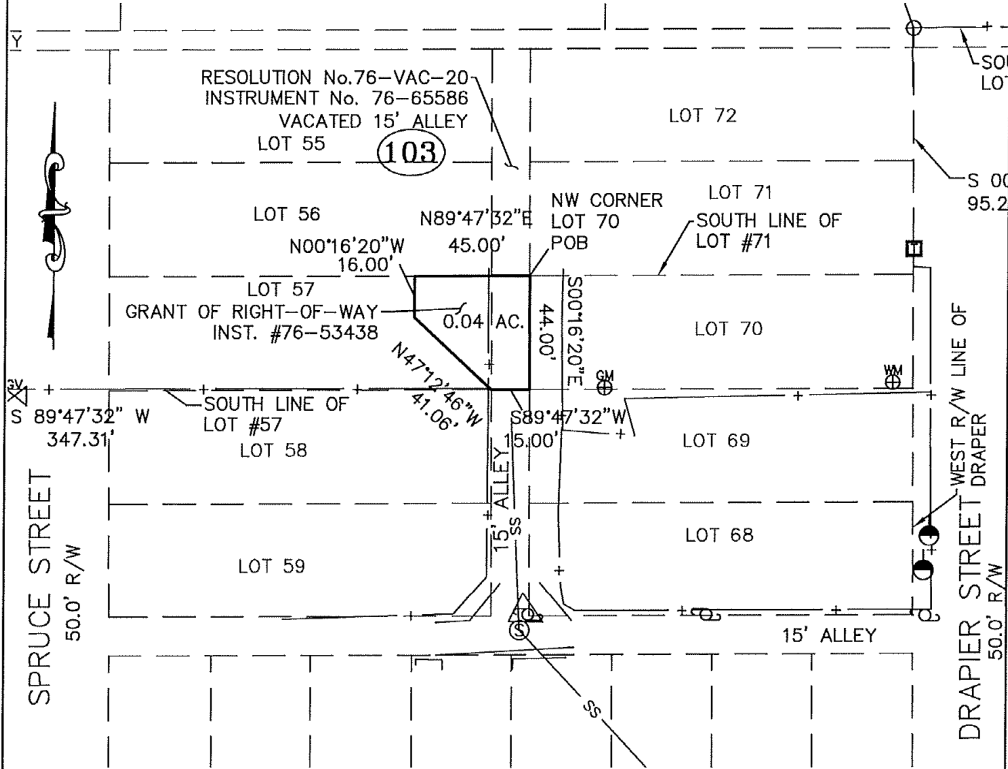 Y
RESOLUTION No.76-VAC-20
INSTRUMENT No. 76-65586
VACATED 15' ALLEY
LOT 55
103
LOT 72
SOU
LOT
S 00
95.2
LOT 56
N89°47'32"E
45.00'
NW CORNER
LOT 70
POB
LOT 71
SOUTH LINE OF
LOT #71
N00°16'20"W
16.00'
LOT 57
GRANT OF RIGHT-OF-WAY
INST. #76-53438
0.04 AC.
S00°16'20"E
44.00'
LOT 70
N47°12'46"W
41.06'
GM
WM
GV
S 89°47'32" W
347.31'
SOUTH LINE OF
LOT #57
S89°47'32"W
15.00'
LOT 58
LOT 69
WEST R/W LINE OF
DRAPER
15' ALLEY
SS
LOT 59
LOT 68
SPRUCE STREET
50.0' R/W
S
15' ALLEY
DRAPIER STREET
50.0' R/W
SS